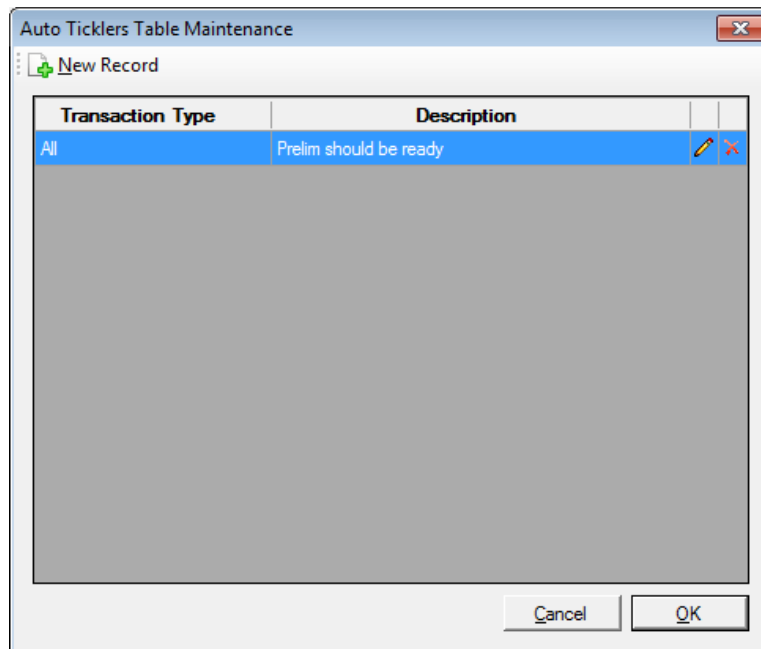 Auto Ticklers Table Maintenance
New Record
Transaction Type Description
All Prelim should be ready
Cancel OK